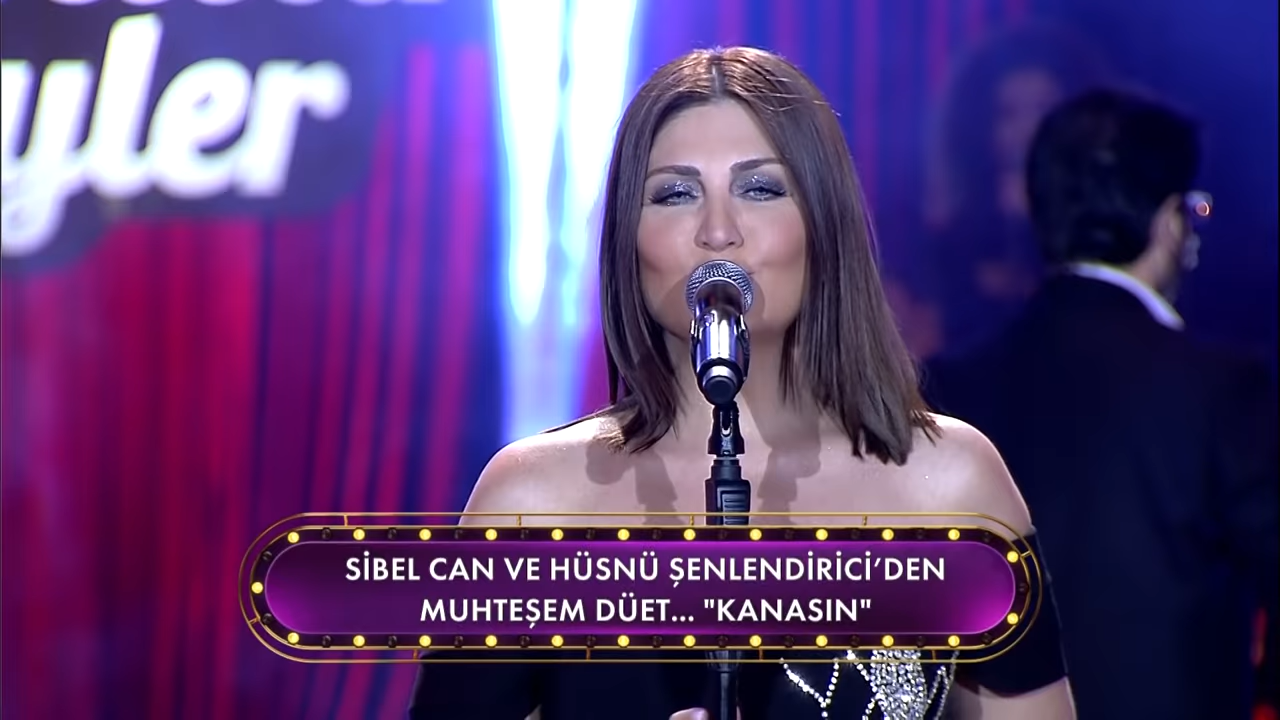 yler
SİBEL CAN VE HÜSNÜ ŞENLENDİRİCİ'DEN
MUHTEŞEM DÜET... "KANASIN"